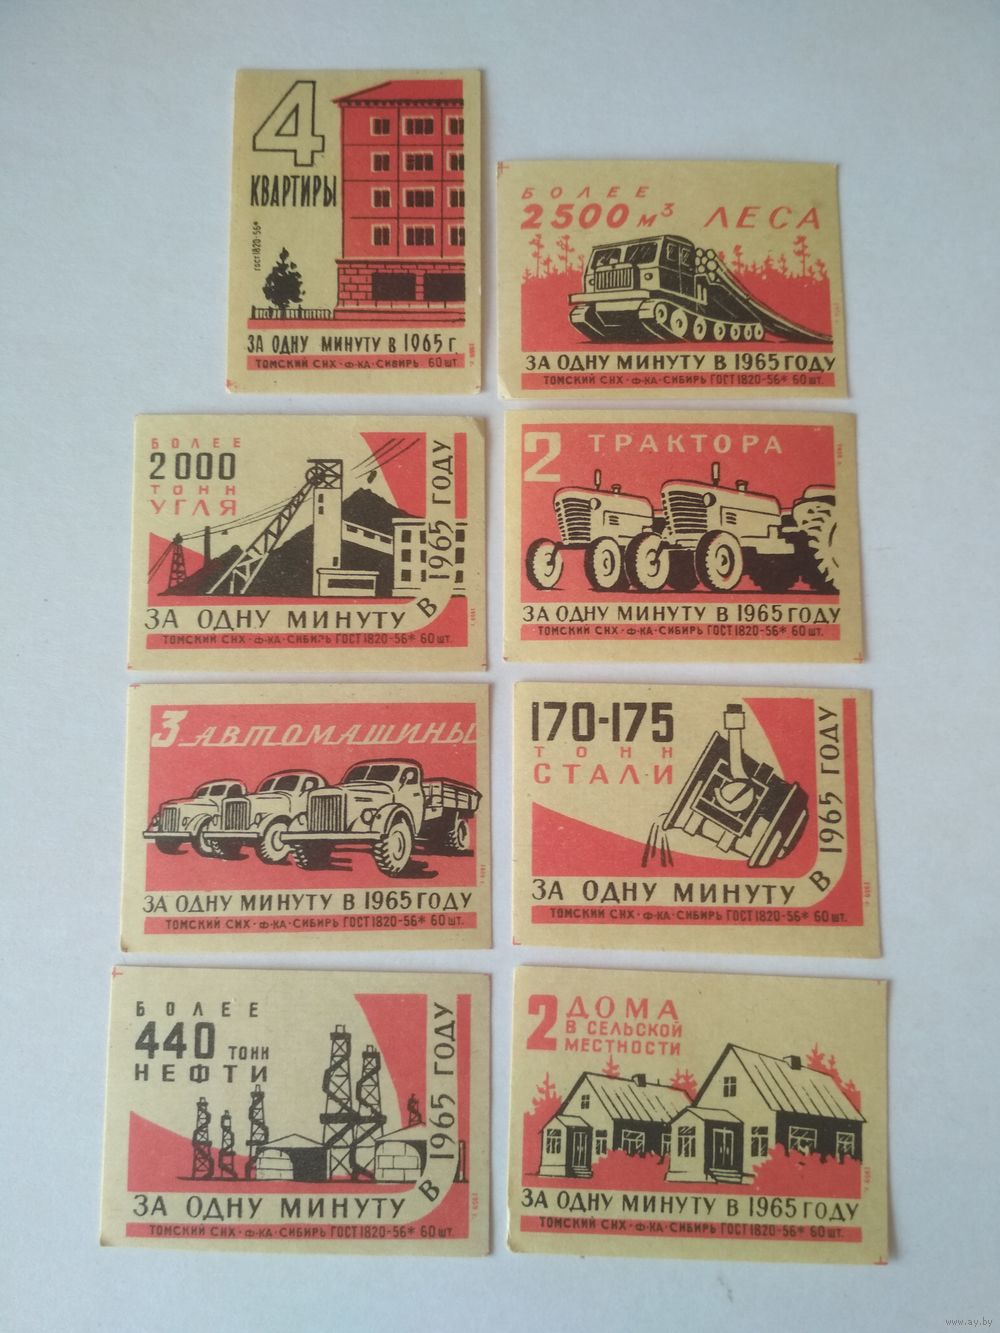 4
КВАРТИРЫ
ГОСТ 1820-56*
ЗА ОДНУ МИНУТУ В 1965 г.
ТОМСКИЙ СНХ · Ф-КА · СИБИРЬ 60 шт.
БОЛЕЕ
2500 м³ ЛЕСА
ЗА ОДНУ МИНУТУ В 1965 ГОДУ
ТОМСКИЙ СНХ · Ф-КА · СИБИРЬ ГОСТ 1820-56* 60 шт.
БОЛЕЕ
2000
ТОНН
УГЛЯ
ЗА ОДНУ МИНУТУ В 1965 ГОДУ
ТОМСКИЙ СНХ · Ф-КА · СИБИРЬ ГОСТ 1820-56* 60 шт.
2 ТРАКТОРА
ЗА ОДНУ МИНУТУ В 1965 ГОДУ
ТОМСКИЙ СНХ · Ф-КА · СИБИРЬ ГОСТ 1820-56* 60 шт.
3 АВТОМАШИНЫ
ЗА ОДНУ МИНУТУ В 1965 ГОДУ
ТОМСКИЙ СНХ · Ф-КА · СИБИРЬ ГОСТ 1820-56* 60 шт.
170-175
ТОНН
СТАЛИ
ЗА ОДНУ МИНУТУ В 1965 ГОДУ
ТОМСКИЙ СНХ · Ф-КА · СИБИРЬ ГОСТ 1820-56* 60 шт.
БОЛЕЕ
440 ТОНН
НЕФТИ
ЗА ОДНУ МИНУТУ В 1965 ГОДУ
ТОМСКИЙ СНХ · Ф-КА · СИБИРЬ ГОСТ 1820-56* 60 шт.
2 ДОМА
В СЕЛЬСКОЙ
МЕСТНОСТИ
ЗА ОДНУ МИНУТУ В 1965 ГОДУ
ТОМСКИЙ СНХ · Ф-КА · СИБИРЬ ГОСТ 1820-56* 60 шт.
www.ay.by